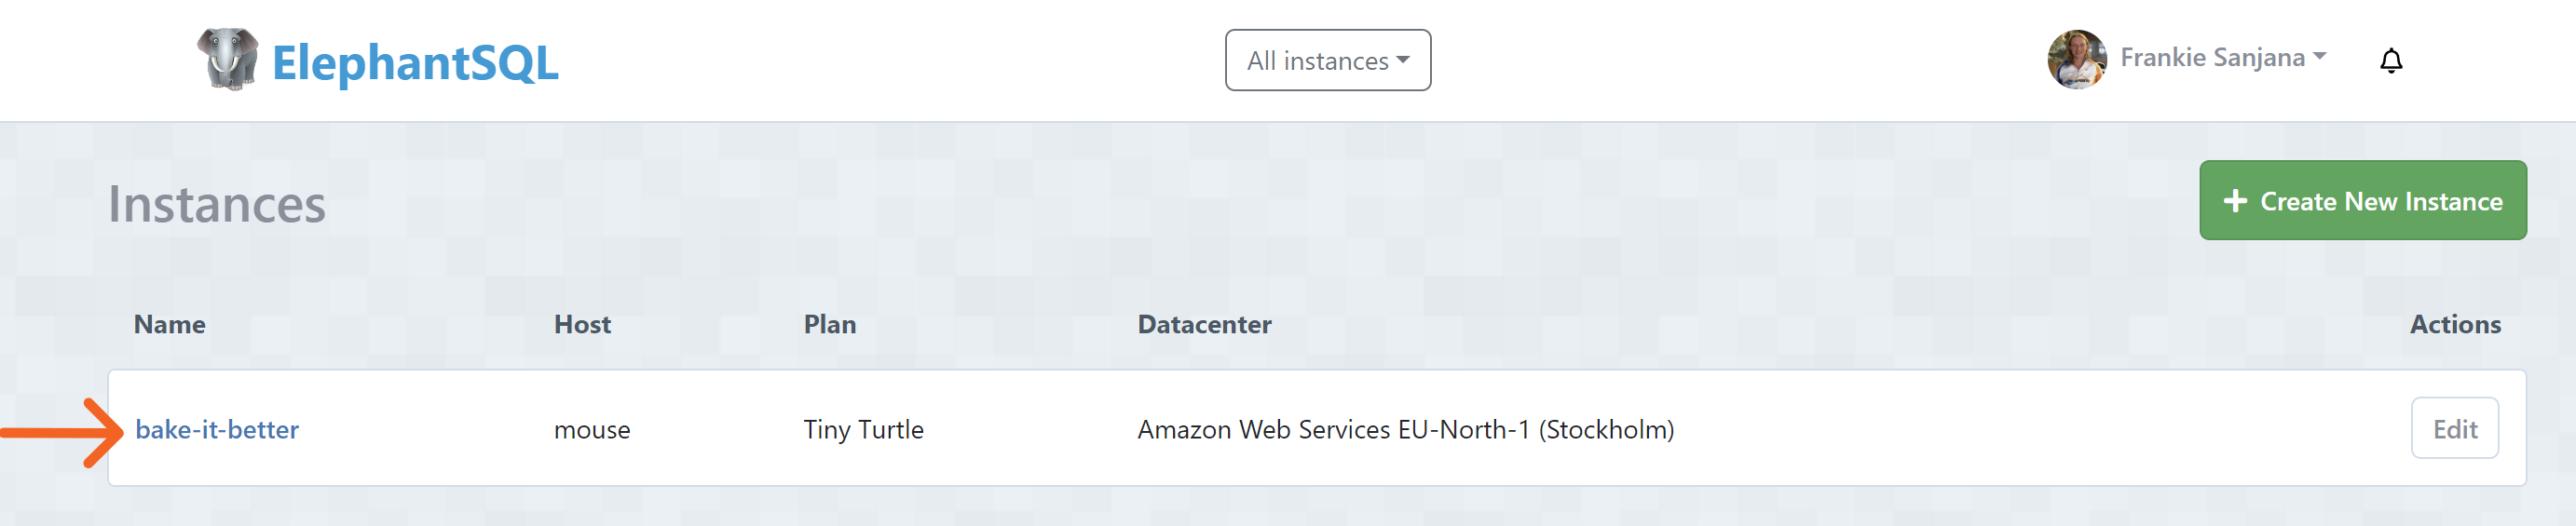 ElephantSQL
All instances
Frankie Sanjana
Instances
Create New Instance
Name Host Plan Datacenter Actions
bake-it-better mouse Tiny Turtle Amazon Web Services EU-North-1 (Stockholm) Edit